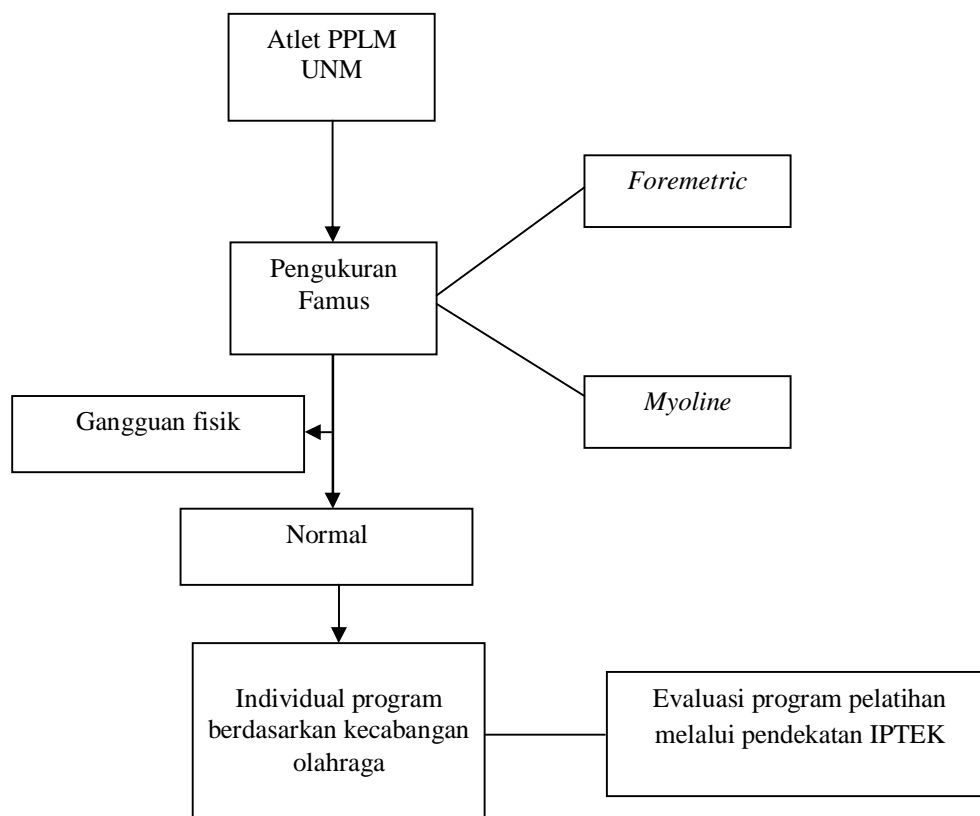 Atlet PPLM
UNM
Foremetric
Pengukuran
Famus
Myoline
Gangguan fisik
Normal
Individual program
berdasarkan kecabangan
olahraga
Evaluasi program pelatihan
melalui pendekatan IPTEK